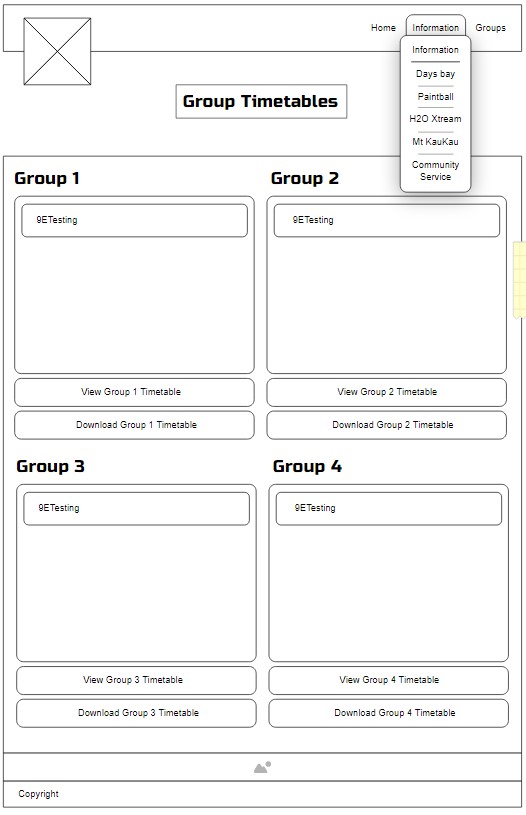 Home Information Groups
Information
Days bay
Paintball
H2O Xtream
Mt KauKau
Community
Service
Group Timetables
Group 1
Group 2
9ETesting
9ETesting
View Group 1 Timetable
View Group 2 Timetable
Download Group 1 Timetable
Download Group 2 Timetable
Group 3
Group 4
9ETesting
9ETesting
View Group 3 Timetable
View Group 4 Timetable
Download Group 3 Timetable
Download Group 4 Timetable
Copyright